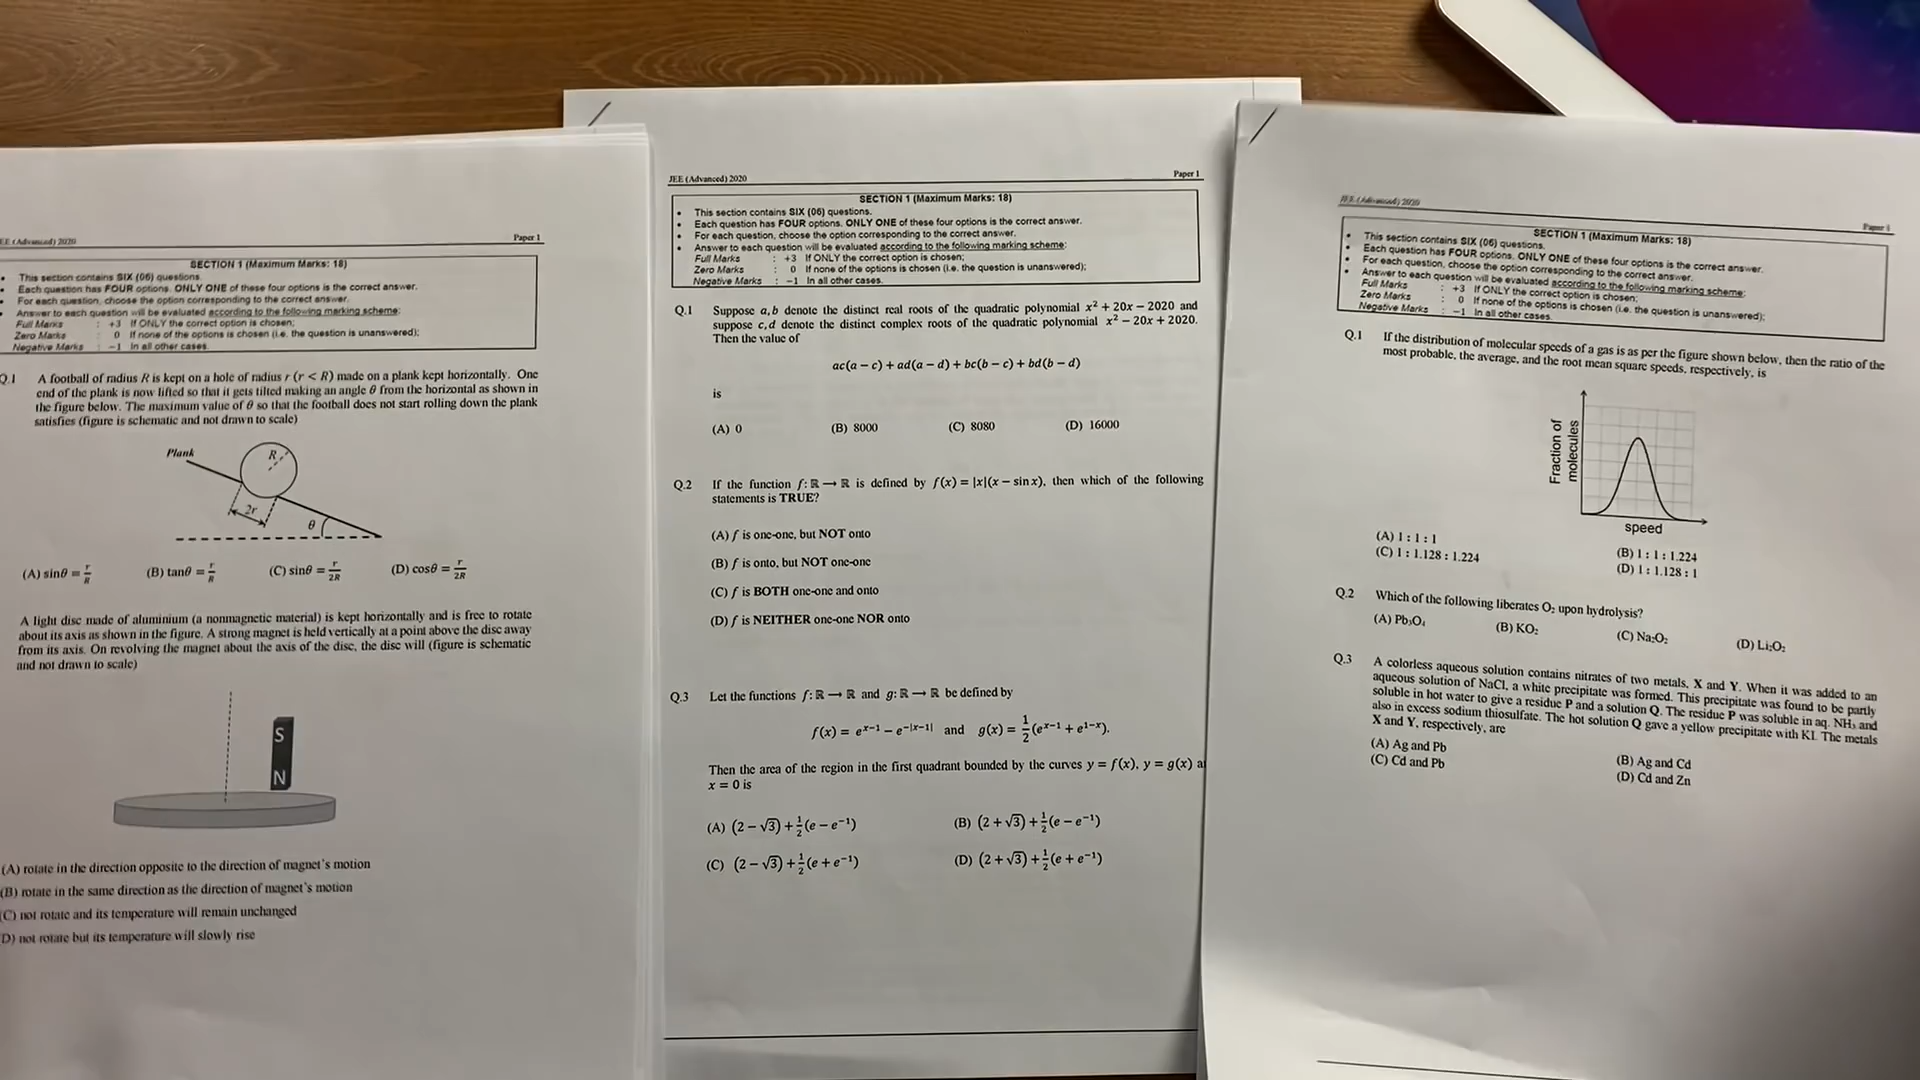 EE (Advanced) 2020
Paper 1
SECTION 1 (Maximum Marks: 18)
• This section contains SIX (06) questions.
• Each question has FOUR options. ONLY ONE of these four options is the correct answer.
• For each question, choose the option corresponding to the correct answer.
• Answer to each question will be evaluated according to the following marking scheme:
Full Marks : +3 If ONLY the correct option is chosen;
Zero Marks : 0 If none of the options is chosen (i.e. the question is unanswered);
Negative Marks : −1 In all other cases.
Q.1 A football of radius R is kept on a hole of radius r (r < R) made on a plank kept horizontally. One
end of the plank is now lifted so that it gets tilted making an angle θ from the horizontal as shown in
the figure below. The maximum value of θ so that the football does not start rolling down the plank
satisfies (figure is schematic and not drawn to scale)
Plank
R
2r
θ
(A) sinθ = r/R (B) tanθ = r/R (C) sinθ = r/2R (D) cosθ = r/2R
A light disc made of aluminium (a nonmagnetic material) is kept horizontally and is free to rotate
about its axis as shown in the figure. A strong magnet is held vertically at a point above the disc away
from its axis. On revolving the magnet about the axis of the disc, the disc will (figure is schematic
and not drawn to scale)
S
N
(A) rotate in the direction opposite to the direction of magnet's motion
(B) rotate in the same direction as the direction of magnet's motion
(C) not rotate and its temperature will remain unchanged
D) not rotate but its temperature will slowly rise
JEE (Advanced) 2020
Paper 1
SECTION 1 (Maximum Marks: 18)
• This section contains SIX (06) questions.
• Each question has FOUR options. ONLY ONE of these four options is the correct answer.
• For each question, choose the option corresponding to the correct answer.
• Answer to each question will be evaluated according to the following marking scheme:
Full Marks : +3 If ONLY the correct option is chosen;
Zero Marks : 0 If none of the options is chosen (i.e. the question is unanswered);
Negative Marks : −1 In all other cases.
Q.1 Suppose a, b denote the distinct real roots of the quadratic polynomial x² + 20x − 2020 and
suppose c, d denote the distinct complex roots of the quadratic polynomial x² − 20x + 2020.
Then the value of
ac(a − c) + ad(a − d) + bc(b − c) + bd(b − d)
is
(A) 0 (B) 8000 (C) 8080 (D) 16000
Q.2 If the function f: ℝ → ℝ is defined by f(x) = |x|(x − sin x), then which of the following
statements is TRUE?
(A) f is one-one, but NOT onto
(B) f is onto, but NOT one-one
(C) f is BOTH one-one and onto
(D) f is NEITHER one-one NOR onto
Q.3 Let the functions f: ℝ → ℝ and g: ℝ → ℝ be defined by
f(x) = eˣ⁻¹ − e^−|x−1| and g(x) = 1/2(eˣ⁻¹ + e¹⁻ˣ).
Then the area of the region in the first quadrant bounded by the curves y = f(x), y = g(x) a
x = 0 is
(A) (2 − √3) + 1/2(e − e⁻¹) (B) (2 + √3) + 1/2(e − e⁻¹)
(C) (2 − √3) + 1/2(e + e⁻¹) (D) (2 + √3) + 1/2(e + e⁻¹)
JEE (Advanced) 2020
Paper 1
SECTION 1 (Maximum Marks: 18)
• This section contains SIX (06) questions.
• Each question has FOUR options. ONLY ONE of these four options is the correct answer.
• For each question, choose the option corresponding to the correct answer.
• Answer to each question will be evaluated according to the following marking scheme:
Full Marks : +3 If ONLY the correct option is chosen;
Zero Marks : 0 If none of the options is chosen (i.e. the question is unanswered);
Negative Marks : −1 In all other cases.
Q.1 If the distribution of molecular speeds of a gas is as per the figure shown below, then the ratio of the
most probable, the average, and the root mean square speeds, respectively, is
Fraction of
molecules
speed
(A) 1 : 1 : 1 (B) 1 : 1 : 1.224
(C) 1 : 1.128 : 1.224 (D) 1 : 1.128 : 1
Q.2 Which of the following liberates O₂ upon hydrolysis?
(A) Pb₃O₄ (B) KO₂ (C) Na₂O₂ (D) Li₂O₂
Q.3 A colorless aqueous solution contains nitrates of two metals, X and Y. When it was added to an
aqueous solution of NaCl, a white precipitate was formed. This precipitate was found to be partly
soluble in hot water to give a residue P and a solution Q. The residue P was soluble in aq. NH₃ and
also in excess sodium thiosulfate. The hot solution Q gave a yellow precipitate with KI. The metals
X and Y, respectively, are
(A) Ag and Pb (B) Ag and Cd
(C) Cd and Pb (D) Cd and Zn